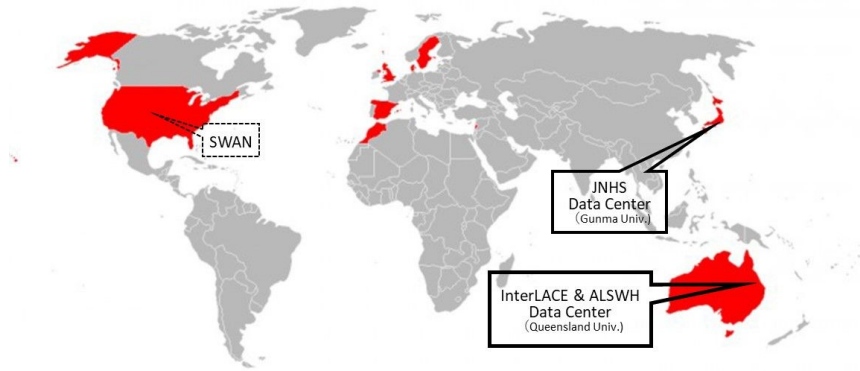 SWAN
JNHS
Data Center
（Gunma Univ.)
InterLACE & ALSWH
Data Center
（Queensland Univ.)